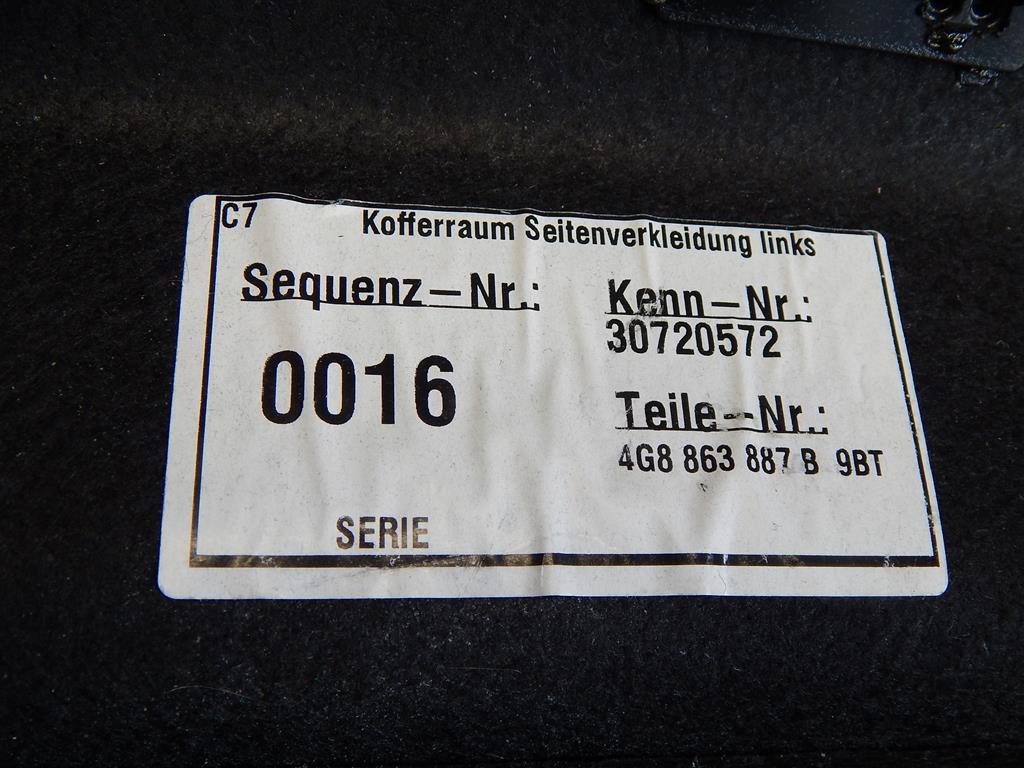 C7
Kofferraum Seitenverkleidung links
Sequenz-Nr.:
0016
Kenn-Nr.:
30720572
Teile-Nr.:
4G8 863 887 B 9BT
SERIE